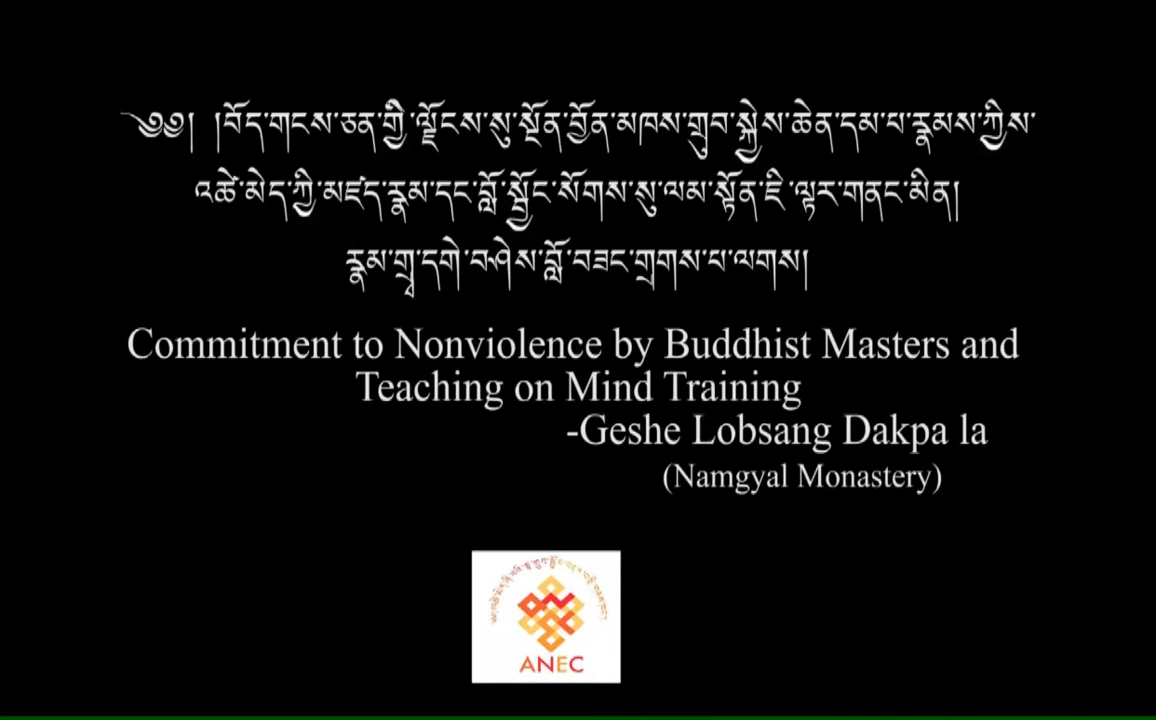 ༄༅། །བོད་གངས་ཅན་གྱི་ལྗོངས་སུ་སྔོན་བྱོན་མཁས་གྲུབ་སྐྱེས་ཆེན་དམ་པ་རྣམས་ཀྱིས་
འཚེ་མེད་ཀྱི་མཛད་རྣམ་དང་བློ་སྦྱོང་སོགས་སུ་ལམ་སྟོན་ཇི་ལྟར་གནང་མིན།
རྣམ་གྲྭ་དགེ་བཤེས་བློ་བཟང་གྲགས་པ་ལགས།
Commitment to Nonviolence by Buddhist Masters and
Teaching on Mind Training
-Geshe Lobsang Dakpa la
(Namgyal Monastery)
ANEC